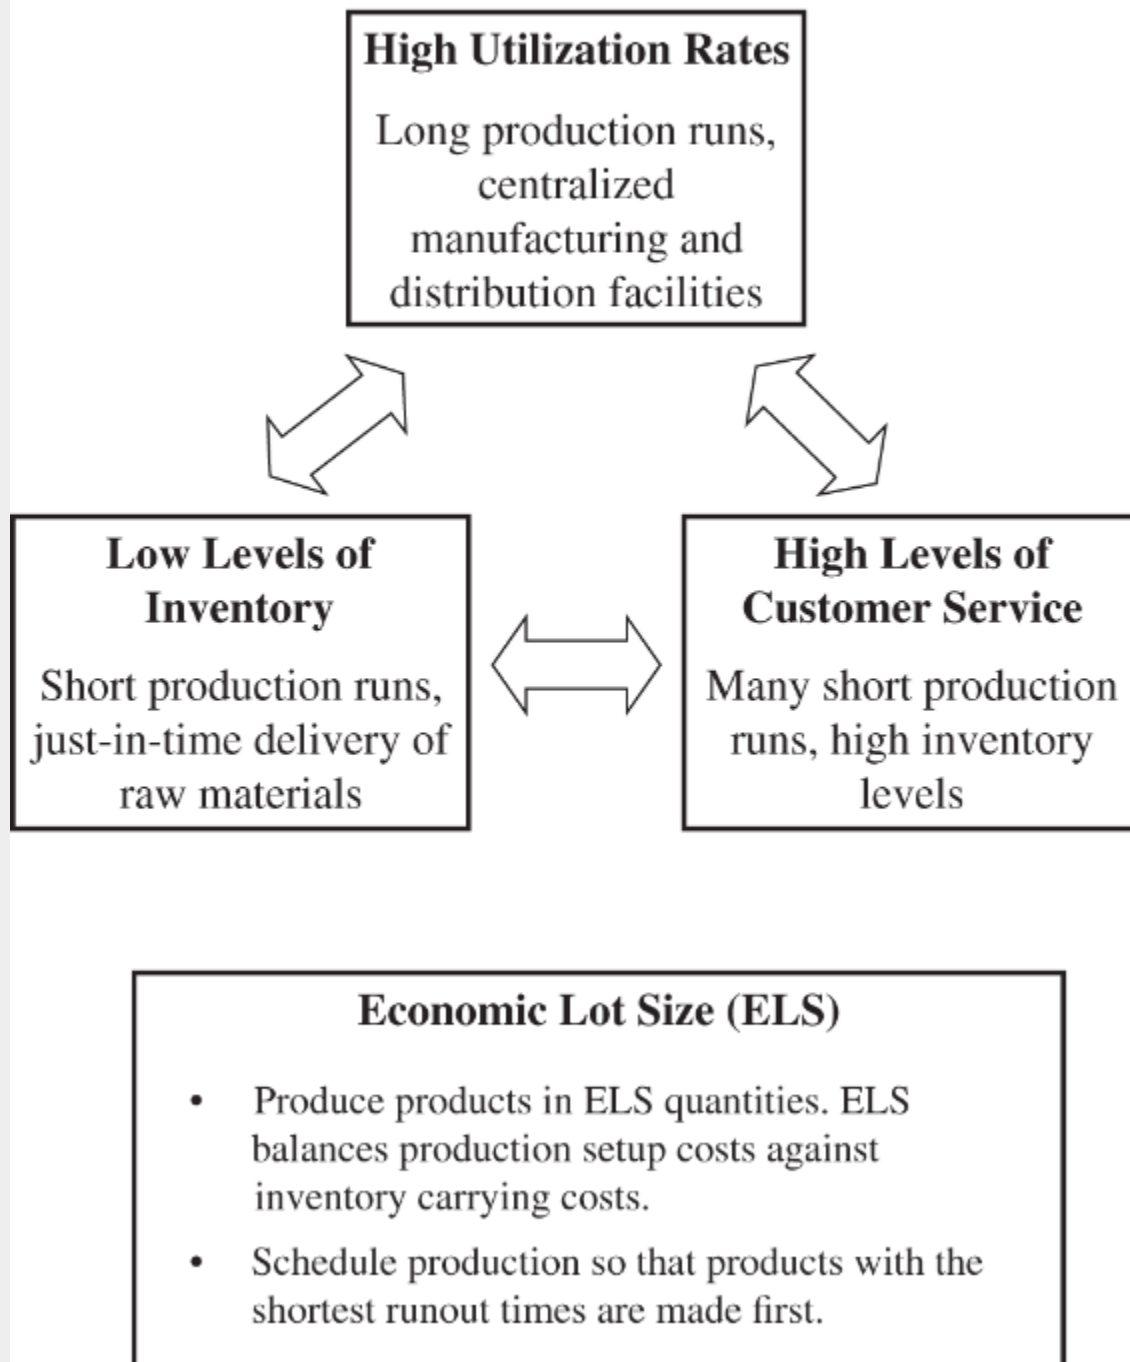 High Utilization Rates
Long production runs,
centralized
manufacturing and
distribution facilities
Low Levels of
Inventory
Short production runs,
just-in-time delivery of
raw materials
High Levels of
Customer Service
Many short production
runs, high inventory
levels
Economic Lot Size (ELS)
• Produce products in ELS quantities. ELS
balances production setup costs against
inventory carrying costs.
• Schedule production so that products with the
shortest runout times are made first.